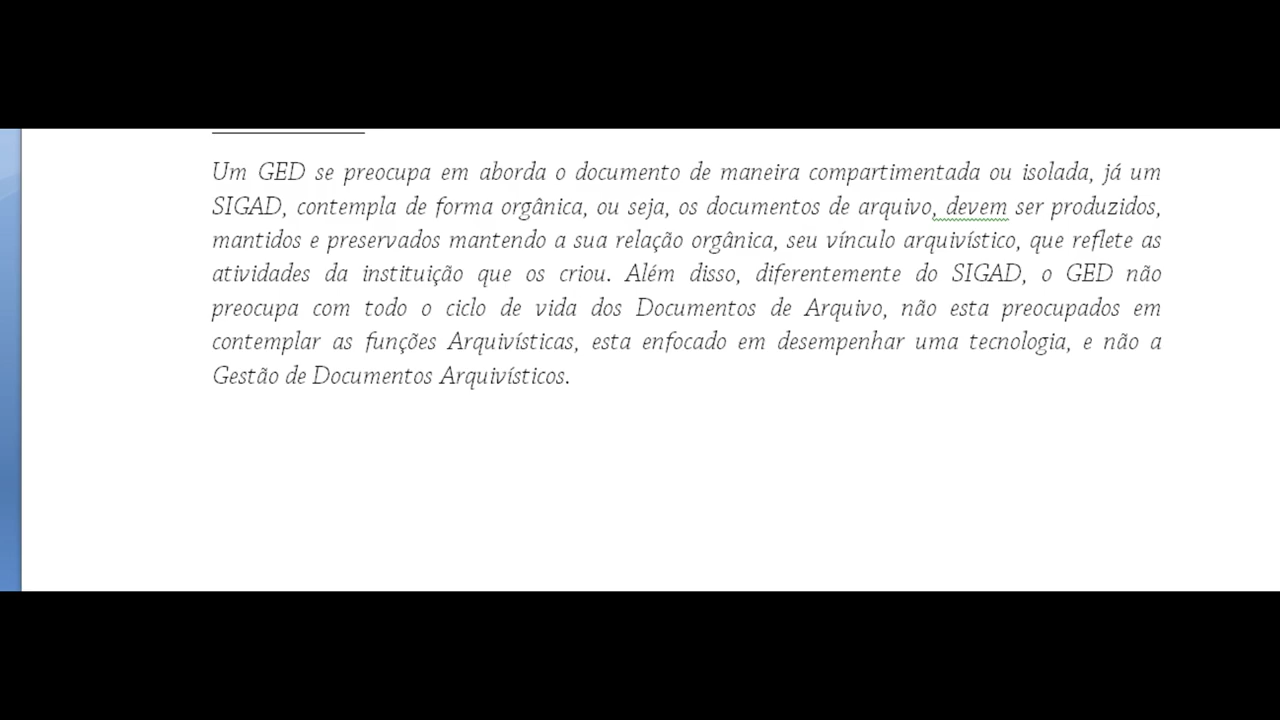 Um GED se preocupa em aborda o documento de maneira compartimentada ou isolada, já um
SIGAD, contempla de forma orgânica, ou seja, os documentos de arquivo, devem ser produzidos,
mantidos e preservados mantendo a sua relação orgânica, seu vínculo arquivístico, que reflete as
atividades da instituição que os criou. Além disso, diferentemente do SIGAD, o GED não
preocupa com todo o ciclo de vida dos Documentos de Arquivo, não esta preocupados em
contemplar as funções Arquivísticas, esta enfocado em desempenhar uma tecnologia, e não a
Gestão de Documentos Arquivísticos.